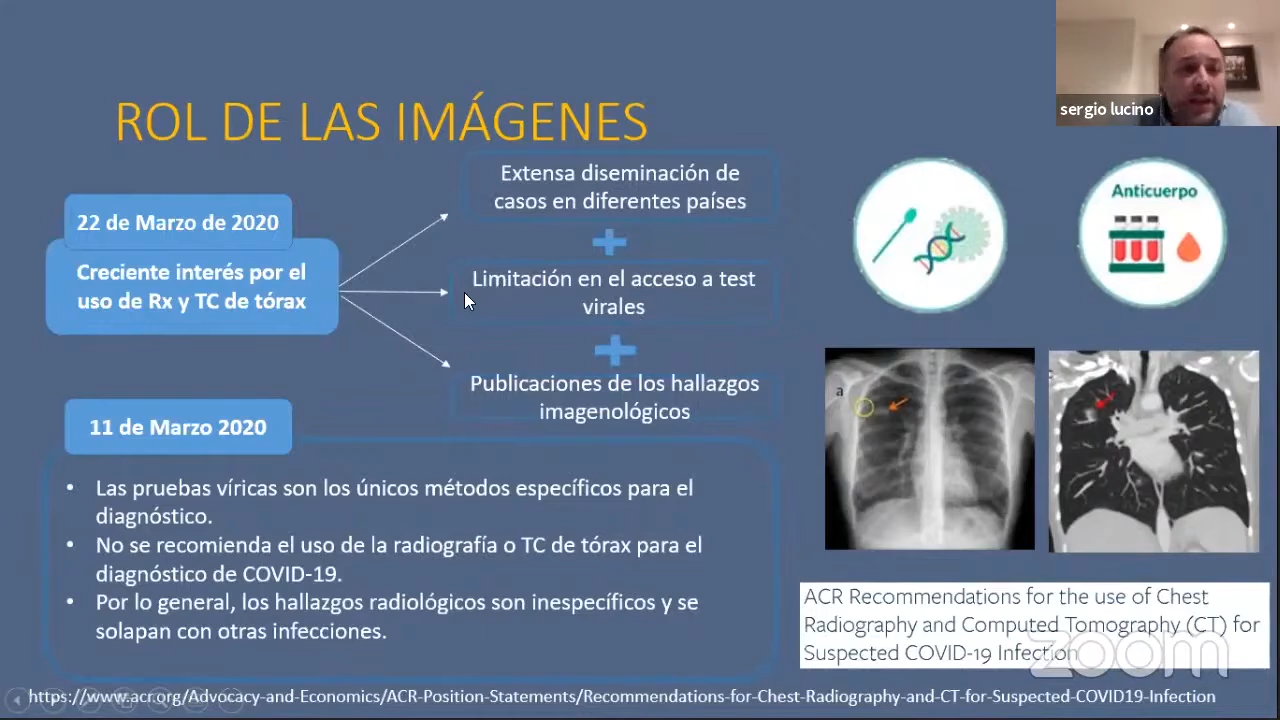 sergio lucino
ROL DE LAS IMÁGENES
22 de Marzo de 2020
Creciente interés por el
uso de Rx y TC de tórax
Extensa diseminación de
casos en diferentes países
Limitación en el acceso a test
virales
Publicaciones de los hallazgos
imagenológicos
Anticuerpo
a
11 de Marzo 2020
• Las pruebas víricas son los únicos métodos específicos para el
diagnóstico.
• No se recomienda el uso de la radiografía o TC de tórax para el
diagnóstico de COVID-19.
• Por lo general, los hallazgos radiológicos son inespecíficos y se
solapan con otras infecciones.
ACR Recommendations for the use of Chest
Radiography and Computed Tomography (CT) for
Suspected COVID-19 Infection
zoom
https://www.acr.org/Advocacy-and-Economics/ACR-Position-Statements/Recommendations-for-Chest-Radiography-and-CT-for-Suspected-COVID19-Infection